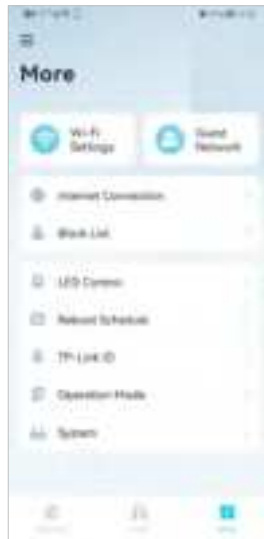 More
Wi-Fi
Settings
Guest
Network
Internet Connection
Block List
LED Control
Reboot Schedule
TP-Link ID
Operation Mode
System